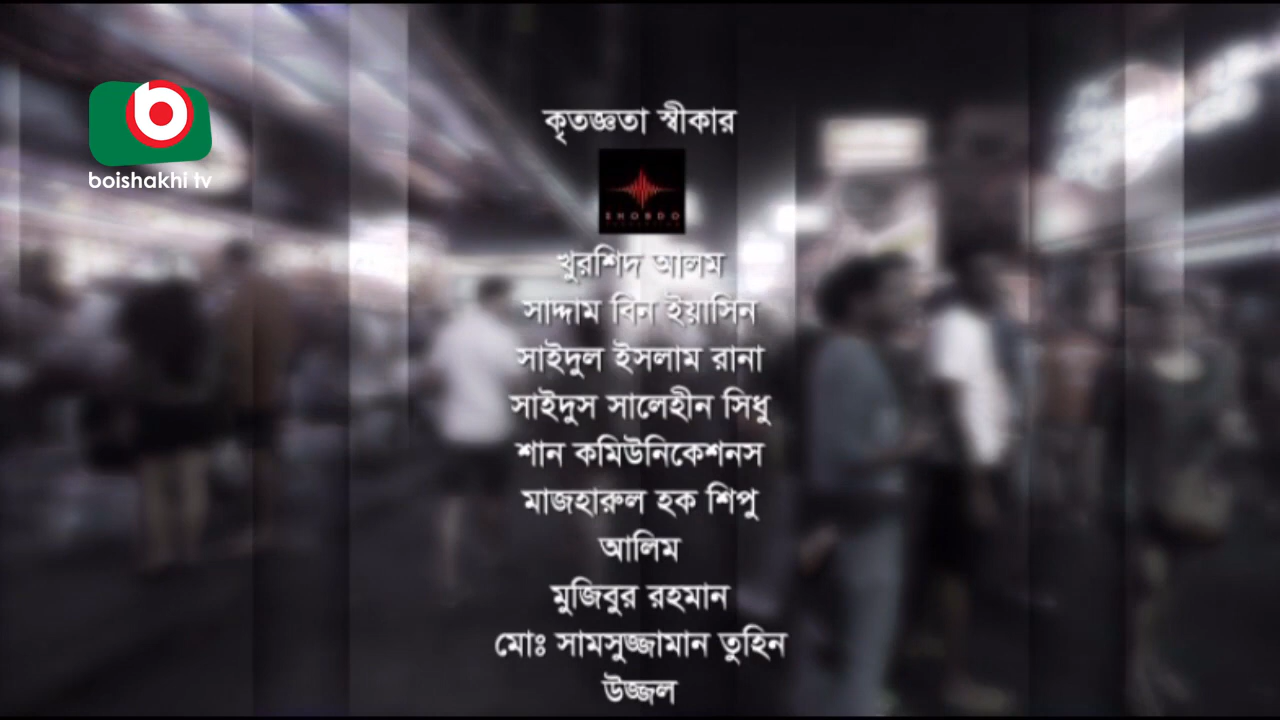 boishakhi tv
কৃতজ্ঞতা স্বীকার
SHOBDO
খুরশিদ আলম
সাদ্দাম বিন ইয়াসিন
সাইদুল ইসলাম রানা
সাইদুস সালেহীন সিধু
শান কমিউনিকেশনস
মাজহারুল হক শিপু
আলিম
মুজিবুর রহমান
মোঃ সামসুজ্জামান তুহিন
উজ্জল